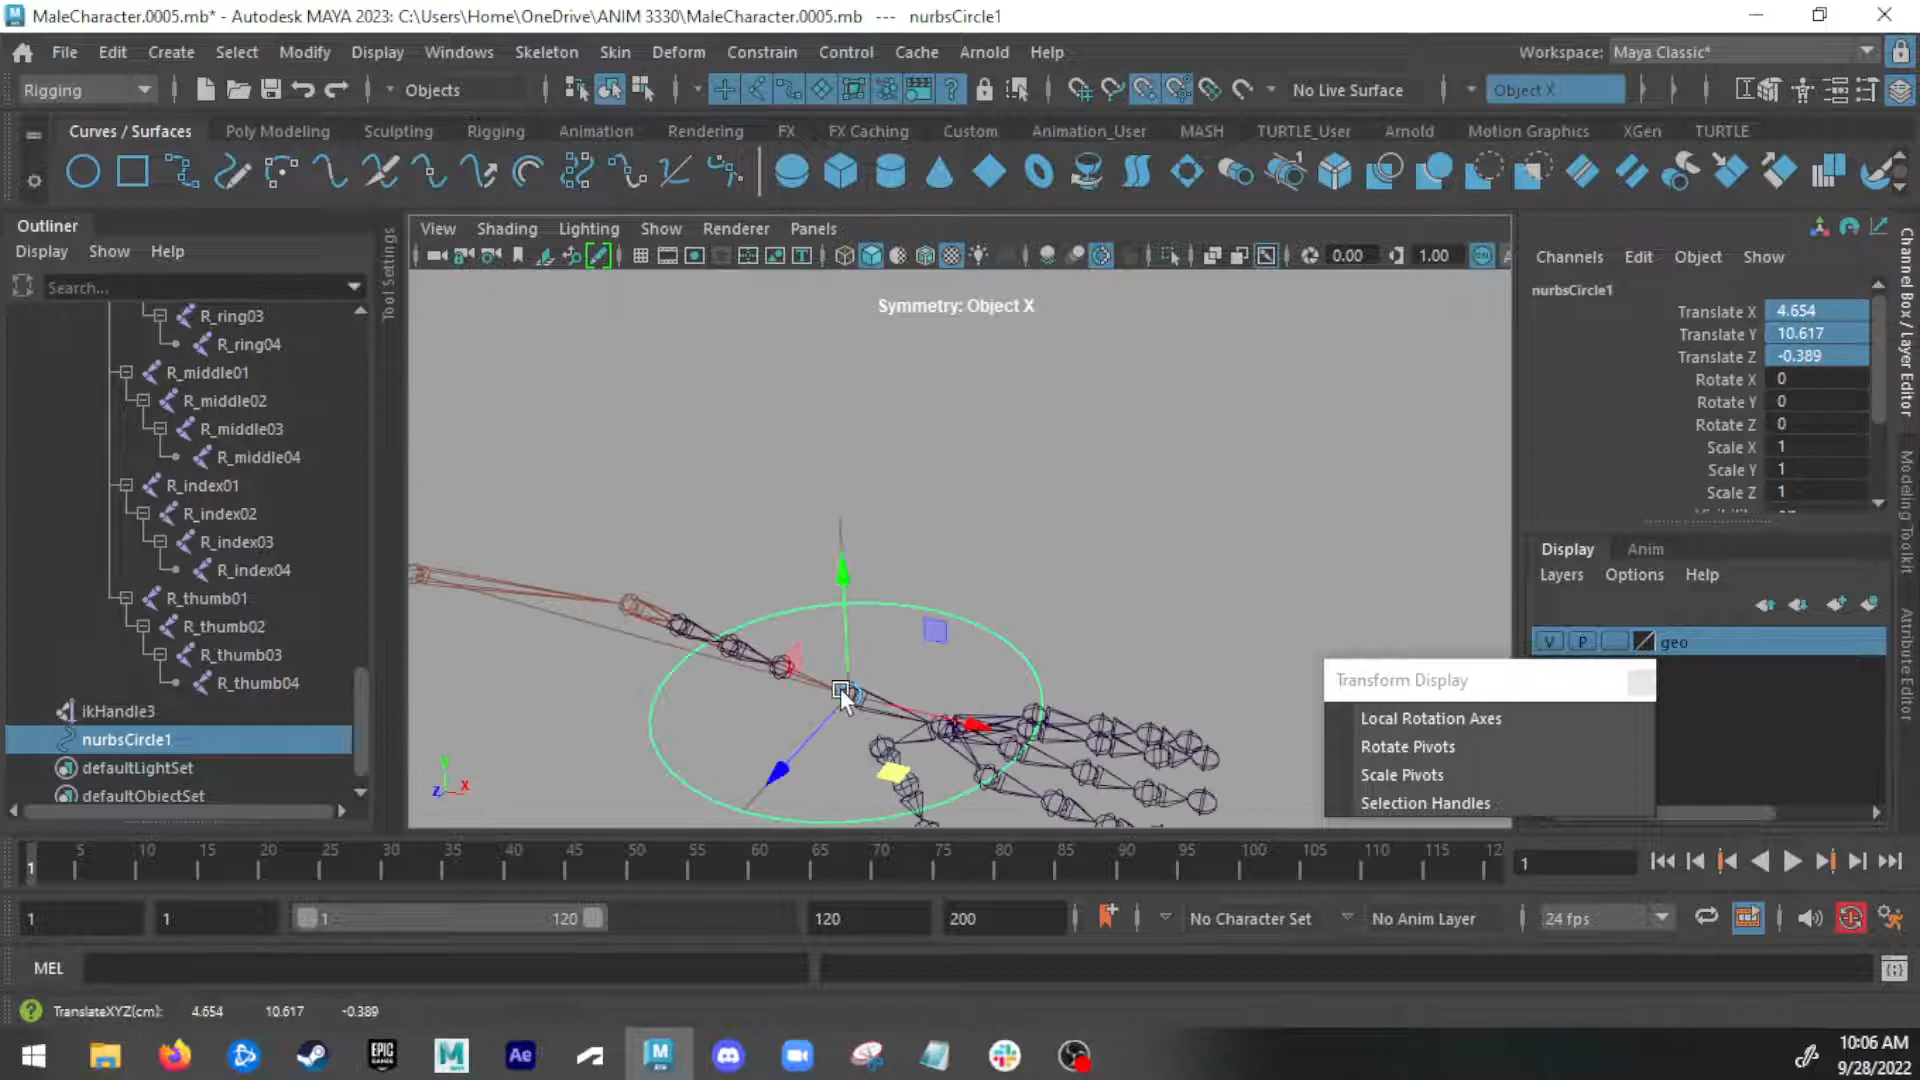 MaleCharacter.0005.mb* - Autodesk MAYA 2023: C:\Users\Home\OneDrive\ANIM 3330\MaleCharacter.0005.mb   ---   nurbsCircle1
File Edit Create Select Modify Display Windows Skeleton Skin Deform Constrain Control Cache Arnold Help
Workspace: Maya Classic*
Rigging
Objects
No Live Surface
Object X
Curves / Surfaces Poly Modeling Sculpting Rigging Animation Rendering FX FX Caching Custom Animation_User MASH TURTLE_User Arnold Motion Graphics XGen TURTLE
Outliner
Display Show Help
Search...
R_ring03
R_ring04
R_middle01
R_middle02
R_middle03
R_middle04
R_index01
R_index02
R_index03
R_index04
R_thumb01
R_thumb02
R_thumb03
R_thumb04
ikHandle3
nurbsCircle1
defaultLightSet
defaultObjectSet
Tool Settings
View Shading Lighting Show Renderer Panels
0.00
1.00
Symmetry: Object X
y
z x
Channels Edit Object Show
nurbsCircle1
Translate X 4.654
Translate Y 10.617
Translate Z -0.389
Rotate X 0
Rotate Y 0
Rotate Z 0
Scale X 1
Scale Y 1
Scale Z 1
Display Anim
Layers Options Help
V P geo
Transform Display
Local Rotation Axes
Rotate Pivots
Scale Pivots
Selection Handles
Channel Box / Layer Editor
Modeling Toolkit
Attribute Editor
1 5 10 15 20 25 30 35 40 45 50 55 60 65 70 75 80 85 90 95 100 105 110 115 12
1
1 1 1 120 120 200
No Character Set
No Anim Layer
24 fps
MEL
TranslateXYZ(cm): 4.654 10.617 -0.389
EPIC
GAMES
M
Ae
M
10:06 AM
9/28/2022